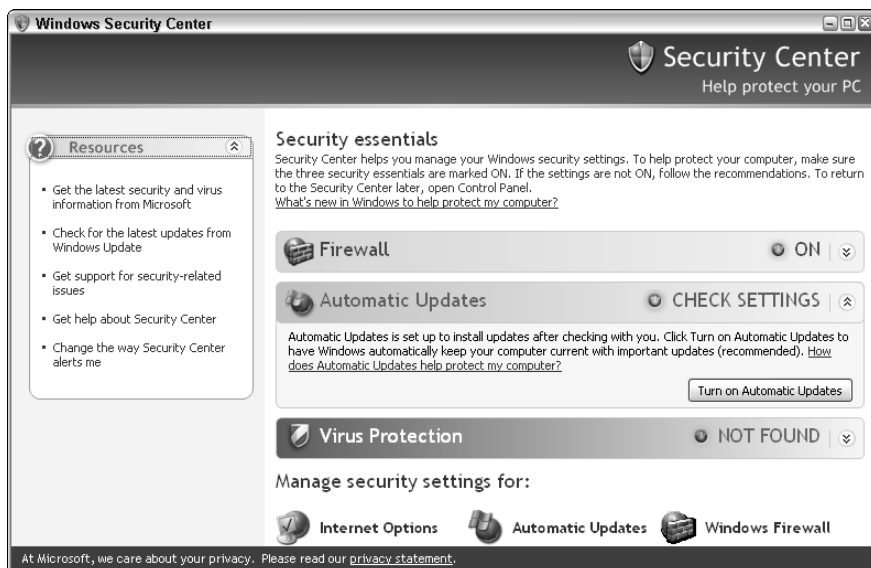 Windows Security Center
Security Center
Help protect your PC
Resources
▪ Get the latest security and virus
information from Microsoft
▪ Check for the latest updates from
Windows Update
▪ Get support for security-related
issues
▪ Get help about Security Center
▪ Change the way Security Center
alerts me
Security essentials
Security Center helps you manage your Windows security settings. To help protect your computer, make sure
the three security essentials are marked ON. If the settings are not ON, follow the recommendations. To return
to the Security Center later, open Control Panel.
What's new in Windows to help protect my computer?
Firewall ON
Automatic Updates CHECK SETTINGS
Automatic Updates is set up to install updates after checking with you. Click Turn on Automatic Updates to
have Windows automatically keep your computer current with important updates (recommended). How
does Automatic Updates help protect my computer?
Turn on Automatic Updates
Virus Protection NOT FOUND
Manage security settings for:
Internet Options Automatic Updates Windows Firewall
At Microsoft, we care about your privacy. Please read our privacy statement.